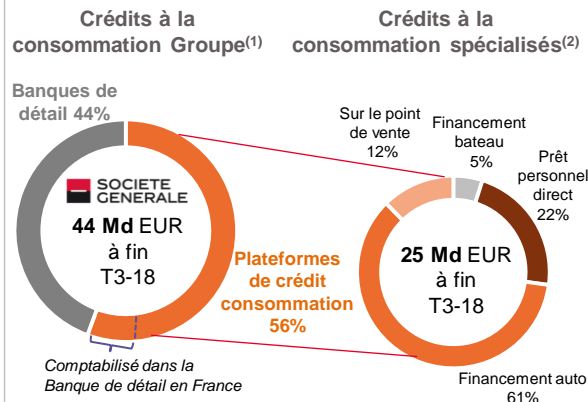 Crédits à la
consommation Groupe(1)
Banques de
détail 44%
SOCIETE
GENERALE
44 Md EUR
à fin
T3-18
Plateformes
de crédit
consommation
56%
Comptabilisé dans la
Banque de détail en France
Crédits à la
consommation spécialisés(2)
Sur le point
de vente
12%
Financement
bateau
5%
Prêt
personnel
direct
22%
25 Md EUR
à fin
T3-18
Financement auto
61%